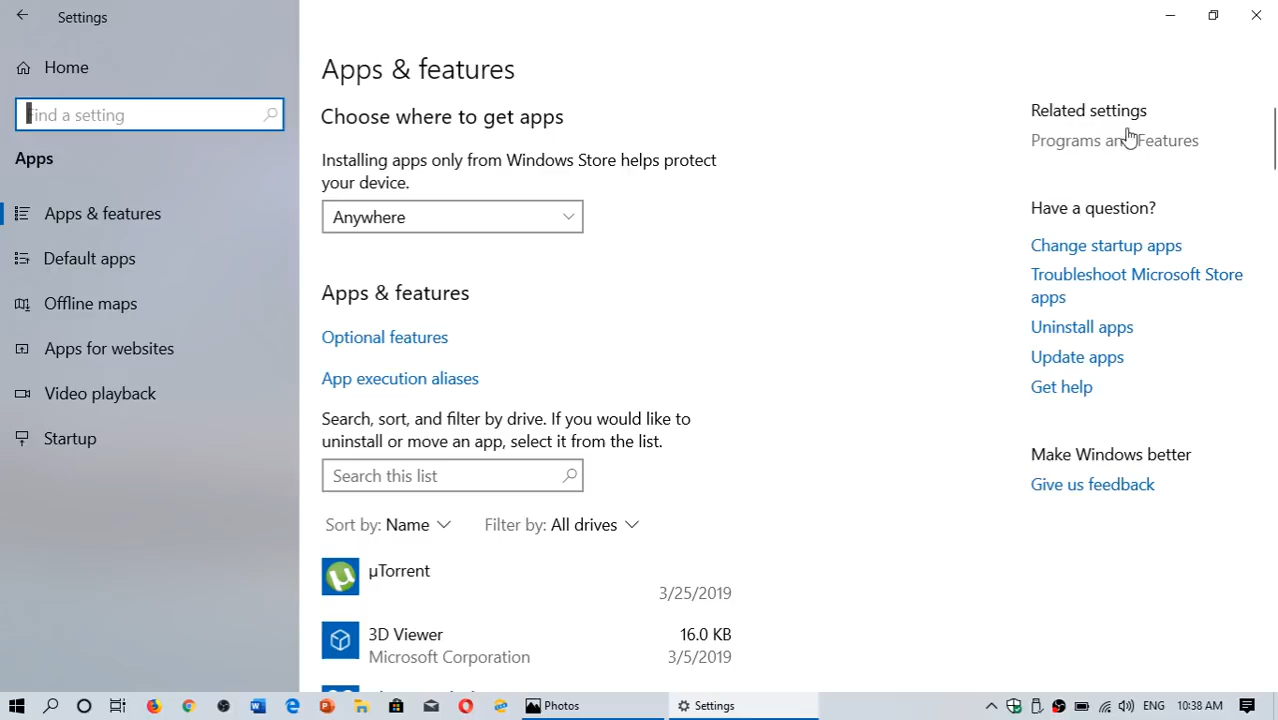 Settings
Home
Find a setting
Apps
Apps & features
Default apps
Offline maps
Apps for websites
Video playback
Startup
Apps & features
Choose where to get apps
Installing apps only from Windows Store helps protect
your device.
Anywhere
Apps & features
Optional features
App execution aliases
Search, sort, and filter by drive. If you would like to
uninstall or move an app, select it from the list.
Search this list
Sort by: Name
Filter by: All drives
µTorrent
3/25/2019
3D Viewer
16.0 KB
Microsoft Corporation
3/5/2019
Related settings
Programs and Features
Have a question?
Change startup apps
Troubleshoot Microsoft Store
apps
Uninstall apps
Update apps
Get help
Make Windows better
Give us feedback
Photos
Settings
ENG
10:38 AM